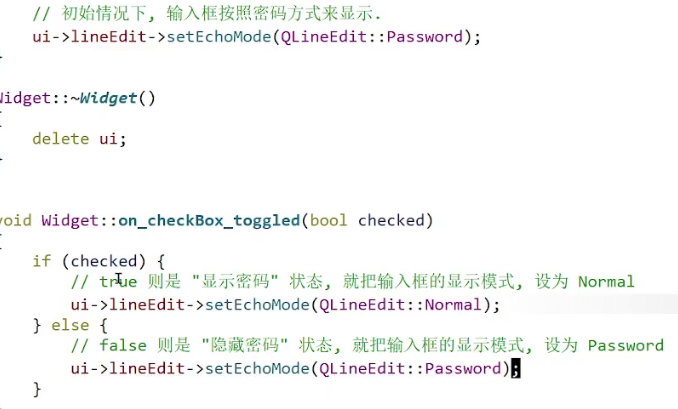 // 初始情况下, 输入框按照密码方式来显示.
ui->lineEdit->setEchoMode(QLineEdit::Password);
}
Widget::~Widget()
{
delete ui;
}
void Widget::on_checkBox_toggled(bool checked)
{
if (checked) {
// true 则是 "显示密码" 状态, 就把输入框的显示模式, 设为 Normal
ui->lineEdit->setEchoMode(QLineEdit::Normal);
} else {
// false 则是 "隐藏密码" 状态, 就把输入框的显示模式, 设为 Password
ui->lineEdit->setEchoMode(QLineEdit::Password);
}